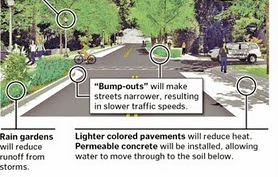 "Bump-outs" will make
streets narrower, resulting
in slower traffic speeds.
Rain gardens
will reduce
runoff from
storms.
Lighter colored pavements will reduce heat.
Permeable concrete will be installed, allowing
water to move through to the soil below.